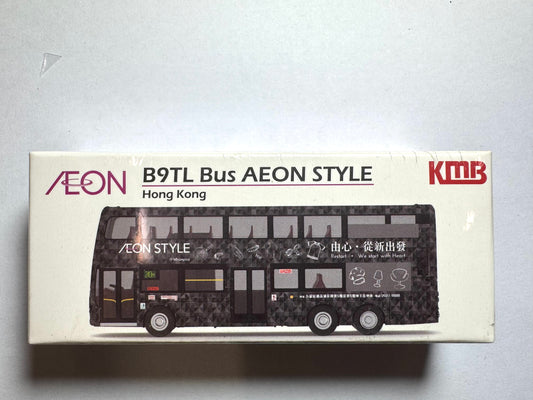 AEON
B9TL Bus AEON STYLE
Hong Kong
KMB
AEON STYLE
由心·從新出發
Restart · We start with Heart